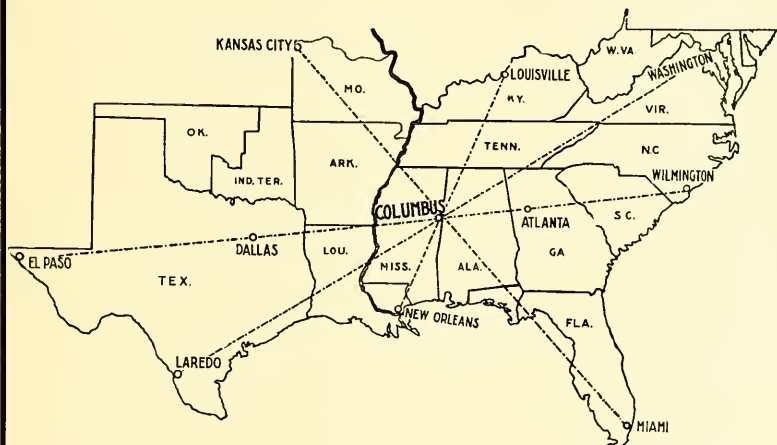 KANSAS CITY
W.VA.
LOUISVILLE
WASHINGTON
MO.
KY.
VIR.
OK.
TENN.
N.C
ARK.
IND. TER.
WILMINGTON
COLUMBUS
ATLANTA
S.C.
DALLAS
LOU.
GA
EL PASO
MISS.
ALA.
TEX.
NEW ORLEANS
FLA.
LAREDO
MIAMI